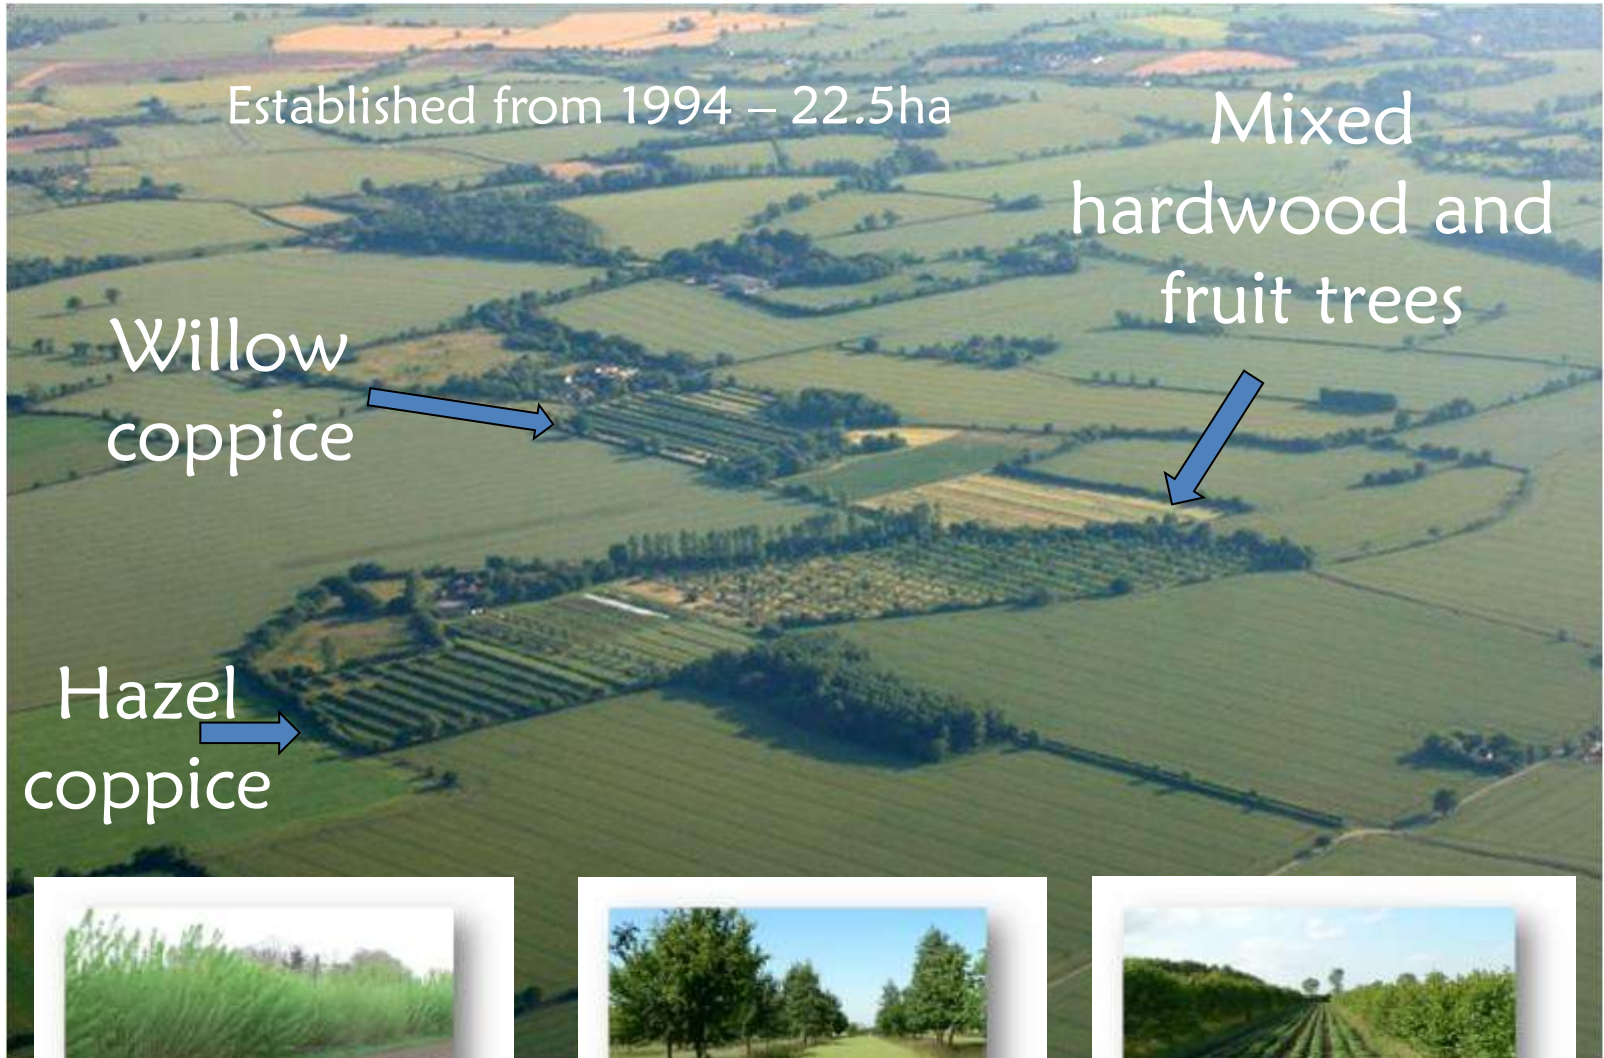 Established from 1994 – 22.5ha
Mixed
hardwood and
fruit trees
Willow
coppice
Hazel
coppice